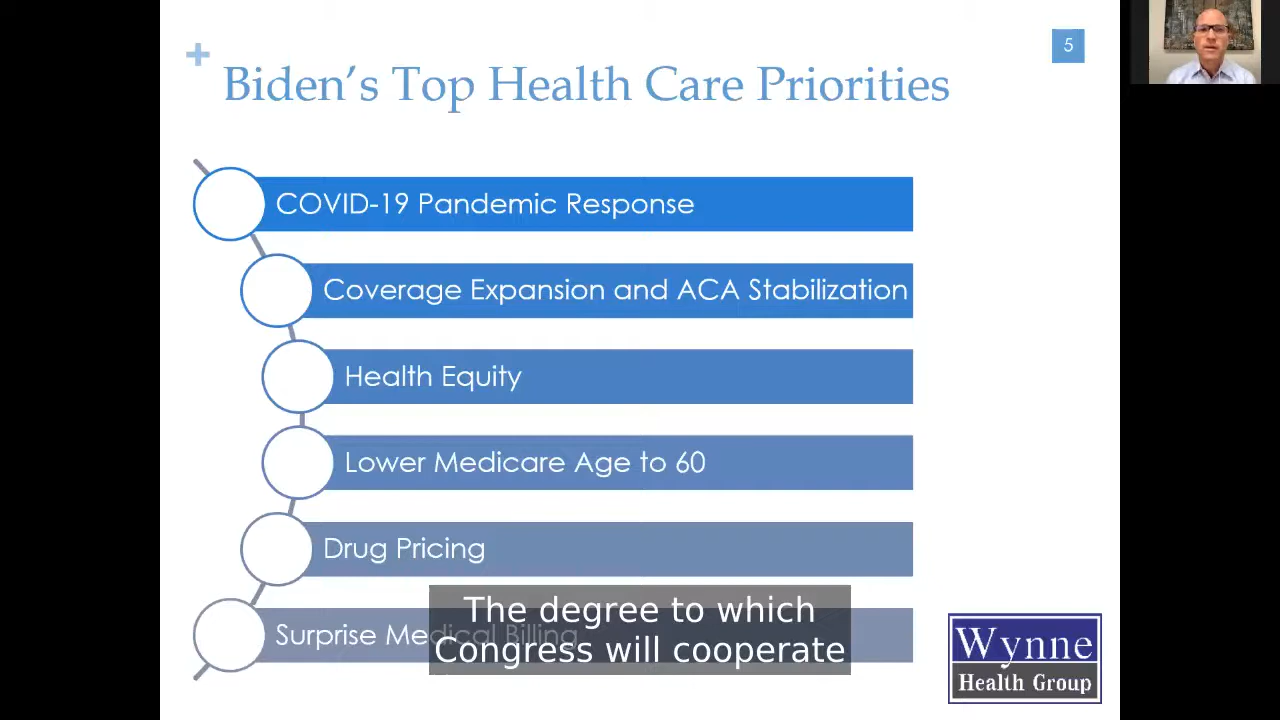 5
Biden's Top Health Care Priorities
COVID-19 Pandemic Response
Coverage Expansion and ACA Stabilization
Health Equity
Lower Medicare Age to 60
Drug Pricing
Surprise Medical Billing
The degree to which
Congress will cooperate
Wynne
Health Group